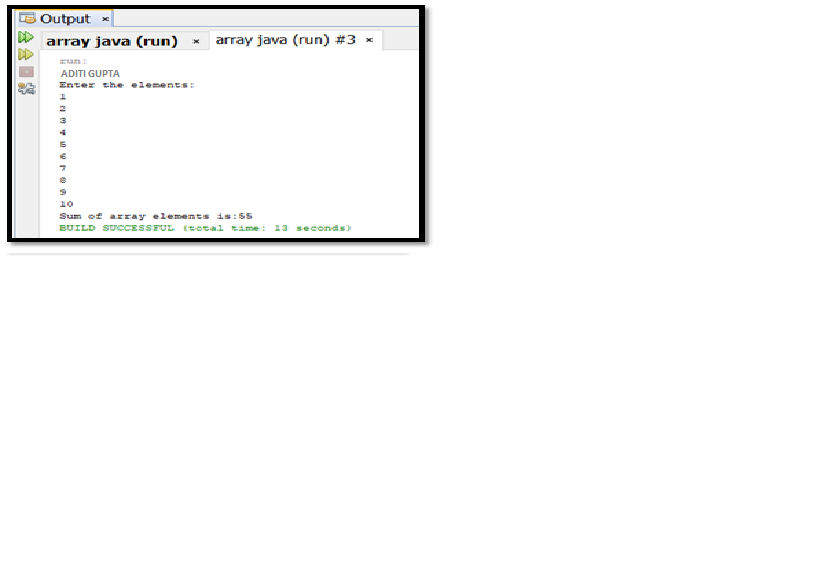 Output ×
array java (run) × array java (run) #3 ×
run:
ADITI GUPTA
Enter the elements:
1
2
3
4
5
6
7
8
9
10
Sum of array elements is:55
BUILD SUCCESSFUL (total time: 13 seconds)